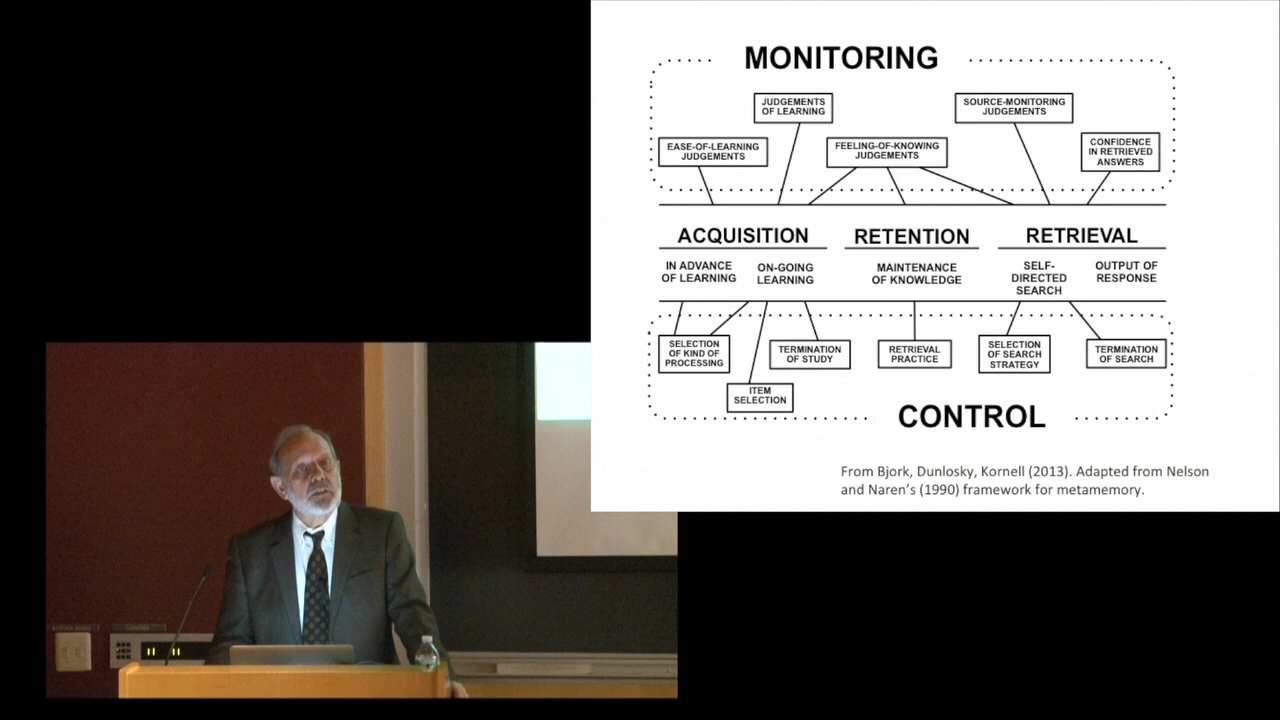 MONITORING
JUDGEMENTS
OF LEARNING
SOURCE-MONITORING
JUDGEMENTS
EASE-OF-LEARNING
JUDGEMENTS
FEELING-OF-KNOWING
JUDGEMENTS
CONFIDENCE
IN RETRIEVED
ANSWERS
ACQUISITION
RETENTION
RETRIEVAL
IN ADVANCE
OF LEARNING
ON-GOING
LEARNING
MAINTENANCE
OF KNOWLEDGE
SELF-
DIRECTED
SEARCH
OUTPUT OF
RESPONSE
SELECTION
OF KIND OF
PROCESSING
TERMINATION
OF STUDY
RETRIEVAL
PRACTICE
SELECTION
OF SEARCH
STRATEGY
TERMINATION
OF SEARCH
ITEM
SELECTION
CONTROL
From Bjork, Dunlosky, Kornell (2013). Adapted from Nelson
and Naren's (1990) framework for metamemory.